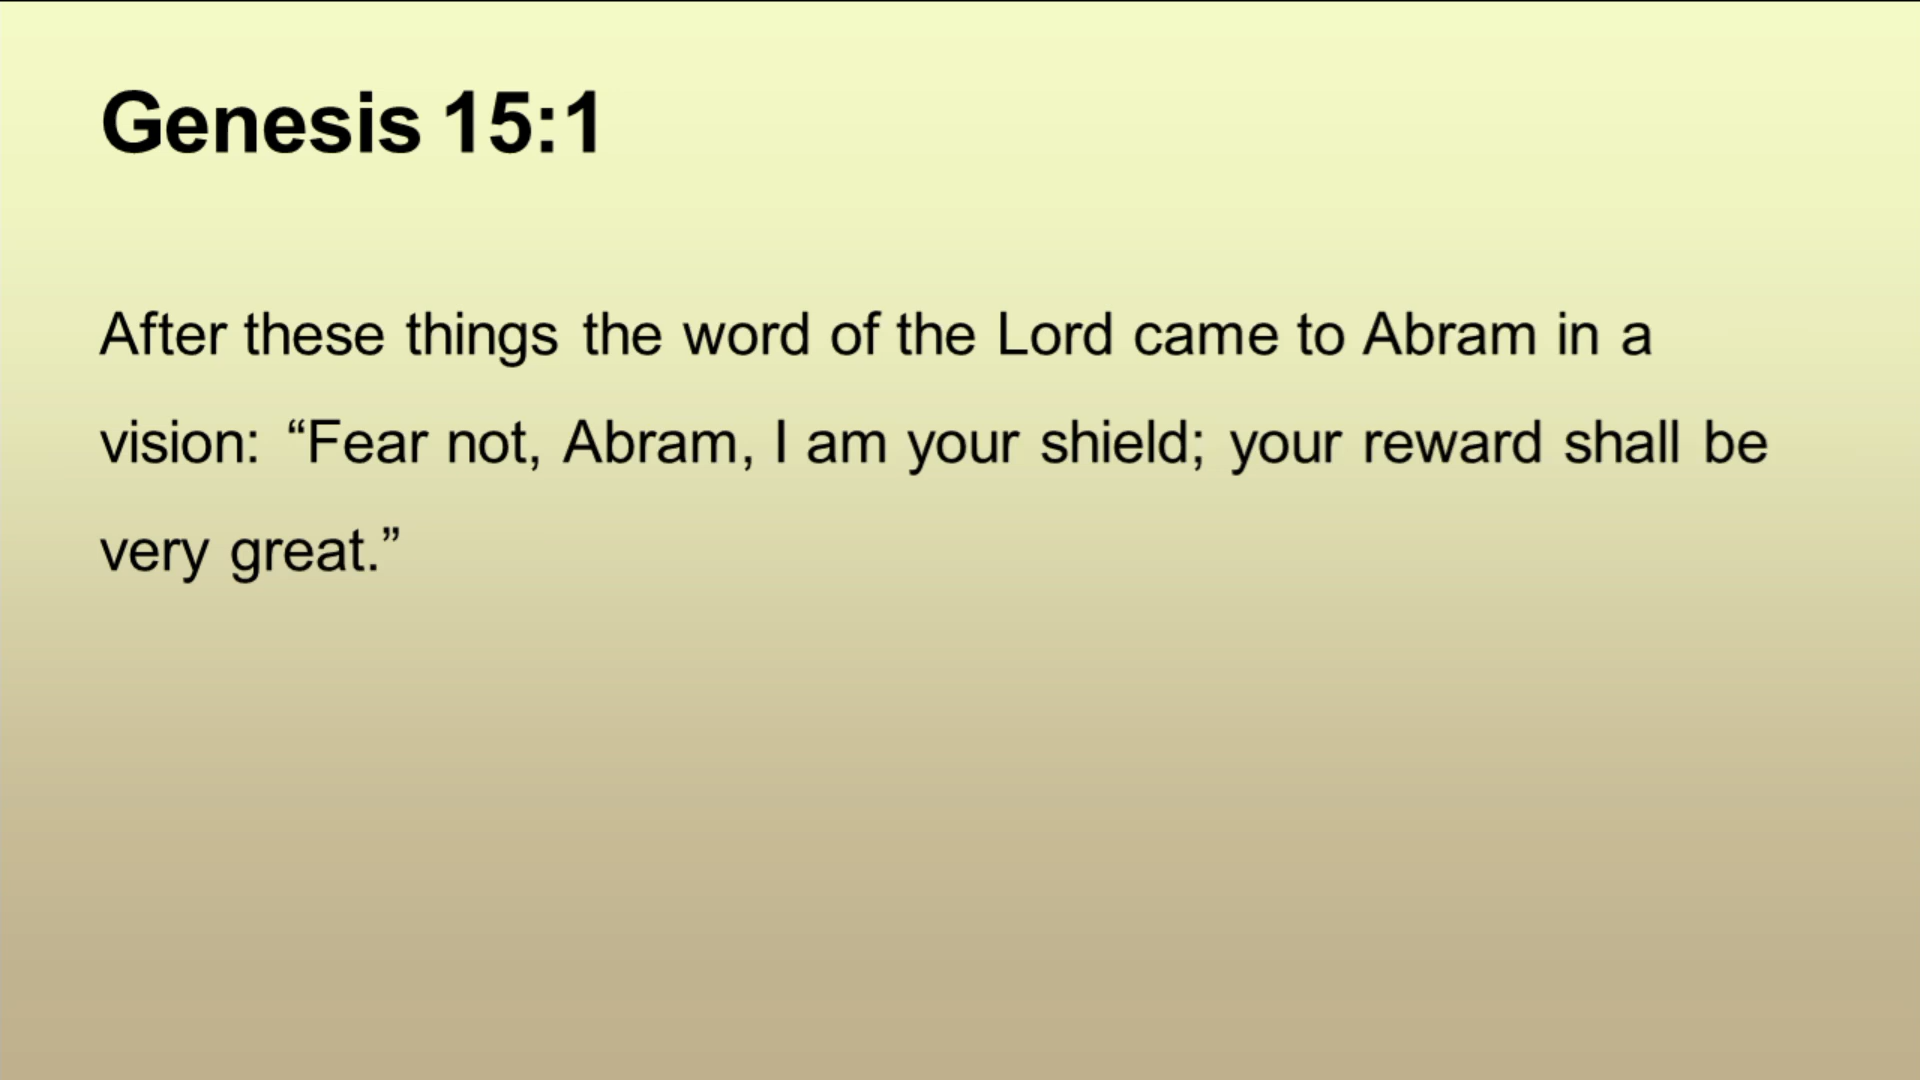 Genesis 15:1
After these things the word of the Lord came to Abram in a
vision: “Fear not, Abram, I am your shield; your reward shall be
very great.”